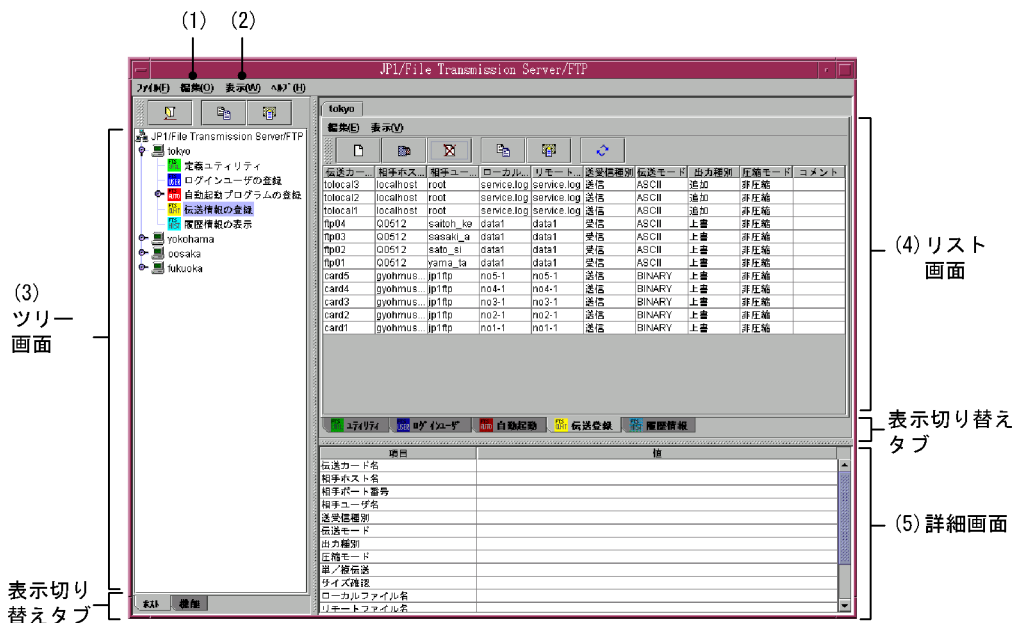 (1) (2)
JP1/File Transmission Server/FTP
ファイル(F) 編集(O) 表示(W) ヘルプ(H)
JP1/File Transmission Server/FTP
tokyo
定義ユティリティ
ログインユーザの登録
自動起動プログラムの登録
伝送情報の登録
履歴情報の表示
yokohama
oosaka
fukuoka
ホスト 機能
tokyo
編集(E) 表示(V)
伝送カー... 相手ホス... 相手ユー... ローカル... リモート... 送受信種別 伝送モード 出力種別 圧縮モード コメント
tolocal3 localhost root service.log service.log 送信 ASCII 追加 非圧縮
tolocal2 localhost root service.log service.log 送信 ASCII 追加 非圧縮
tolocal1 localhost root service.log service.log 送信 ASCII 追加 非圧縮
ftp04 Q0512 saitoh_ke data1 data1 受信 ASCII 上書 非圧縮
ftp03 Q0512 sasaki_a data1 data1 受信 ASCII 上書 非圧縮
ftp02 Q0512 sato_si data1 data1 受信 ASCII 上書 非圧縮
ftp01 Q0512 yama_ta data1 data1 受信 ASCII 上書 非圧縮
card5 gyohmus... jp1ftp no5-1 no5-1 送信 BINARY 上書 非圧縮
card4 gyohmus... jp1ftp no4-1 no4-1 送信 BINARY 上書 非圧縮
card3 gyohmus... jp1ftp no3-1 no3-1 送信 BINARY 上書 非圧縮
card2 gyohmus... jp1ftp no2-1 no2-1 送信 BINARY 上書 非圧縮
card1 gyohmus... jp1ftp no1-1 no1-1 送信 BINARY 上書 非圧縮
ユティリティ ログインユーザ 自動起動 伝送登録 履歴情報
項目 値
伝送カード名
相手ホスト名
相手ポート番号
相手ユーザ名
送受信種別
伝送モード
出力種別
圧縮モード
単／複伝送
サイズ確認
ローカルファイル名
リモートファイル名
(3)
ツリー
画面
表示切り
替えタブ
(4)リスト
画面
表示切り替え
タブ
(5)詳細画面